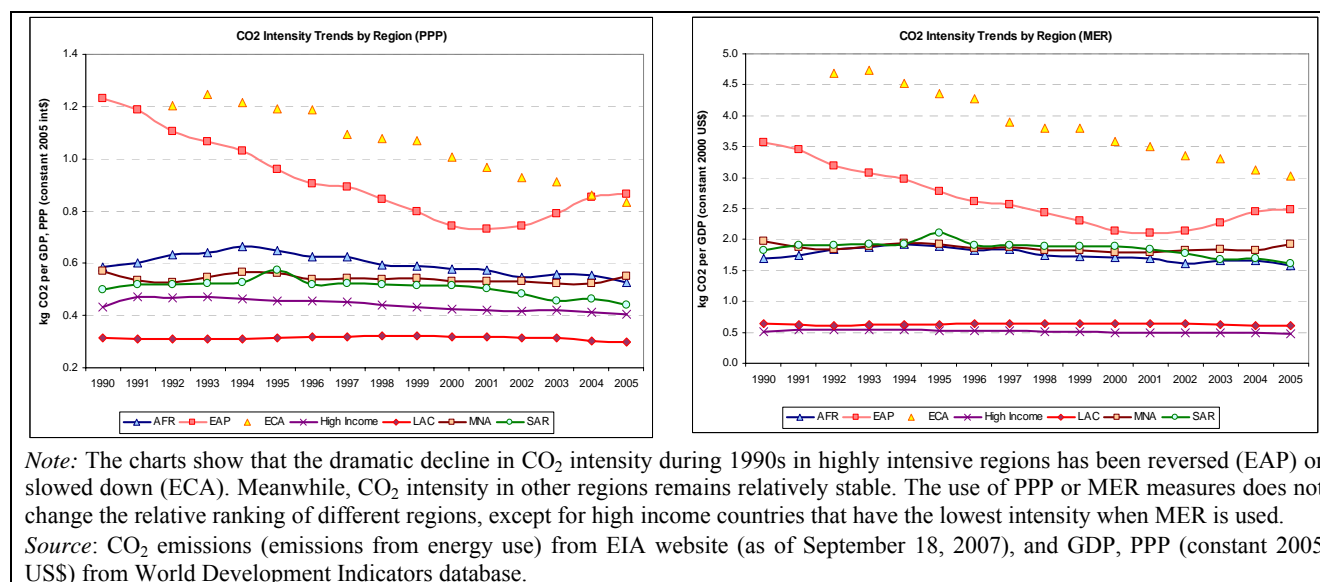 CO2 Intensity Trends by Region (PPP)
kg CO2 per GDP, PPP (constant 2005 int$)
1.4
1.2
1.0
0.8
0.6
0.4
0.2
1990 1991 1992 1993 1994 1995 1996 1997 1998 1999 2000 2001 2002 2003 2004 2005
AFR EAP ECA High Income LAC MNA SAR
CO2 Intensity Trends by Region (MER)
kg CO2 per GDP (constant 2000 US$)
5.0
4.5
4.0
3.5
3.0
2.5
2.0
1.5
1.0
0.5
0.0
1990 1991 1992 1993 1994 1995 1996 1997 1998 1999 2000 2001 2002 2003 2004 2005
AFR EAP ECA High Income LAC MNA SAR
Note: The charts show that the dramatic decline in CO₂ intensity during 1990s in highly intensive regions has been reversed (EAP) or
slowed down (ECA). Meanwhile, CO₂ intensity in other regions remains relatively stable. The use of PPP or MER measures does not
change the relative ranking of different regions, except for high income countries that have the lowest intensity when MER is used.
Source: CO₂ emissions (emissions from energy use) from EIA website (as of September 18, 2007), and GDP, PPP (constant 2005
US$) from World Development Indicators database.